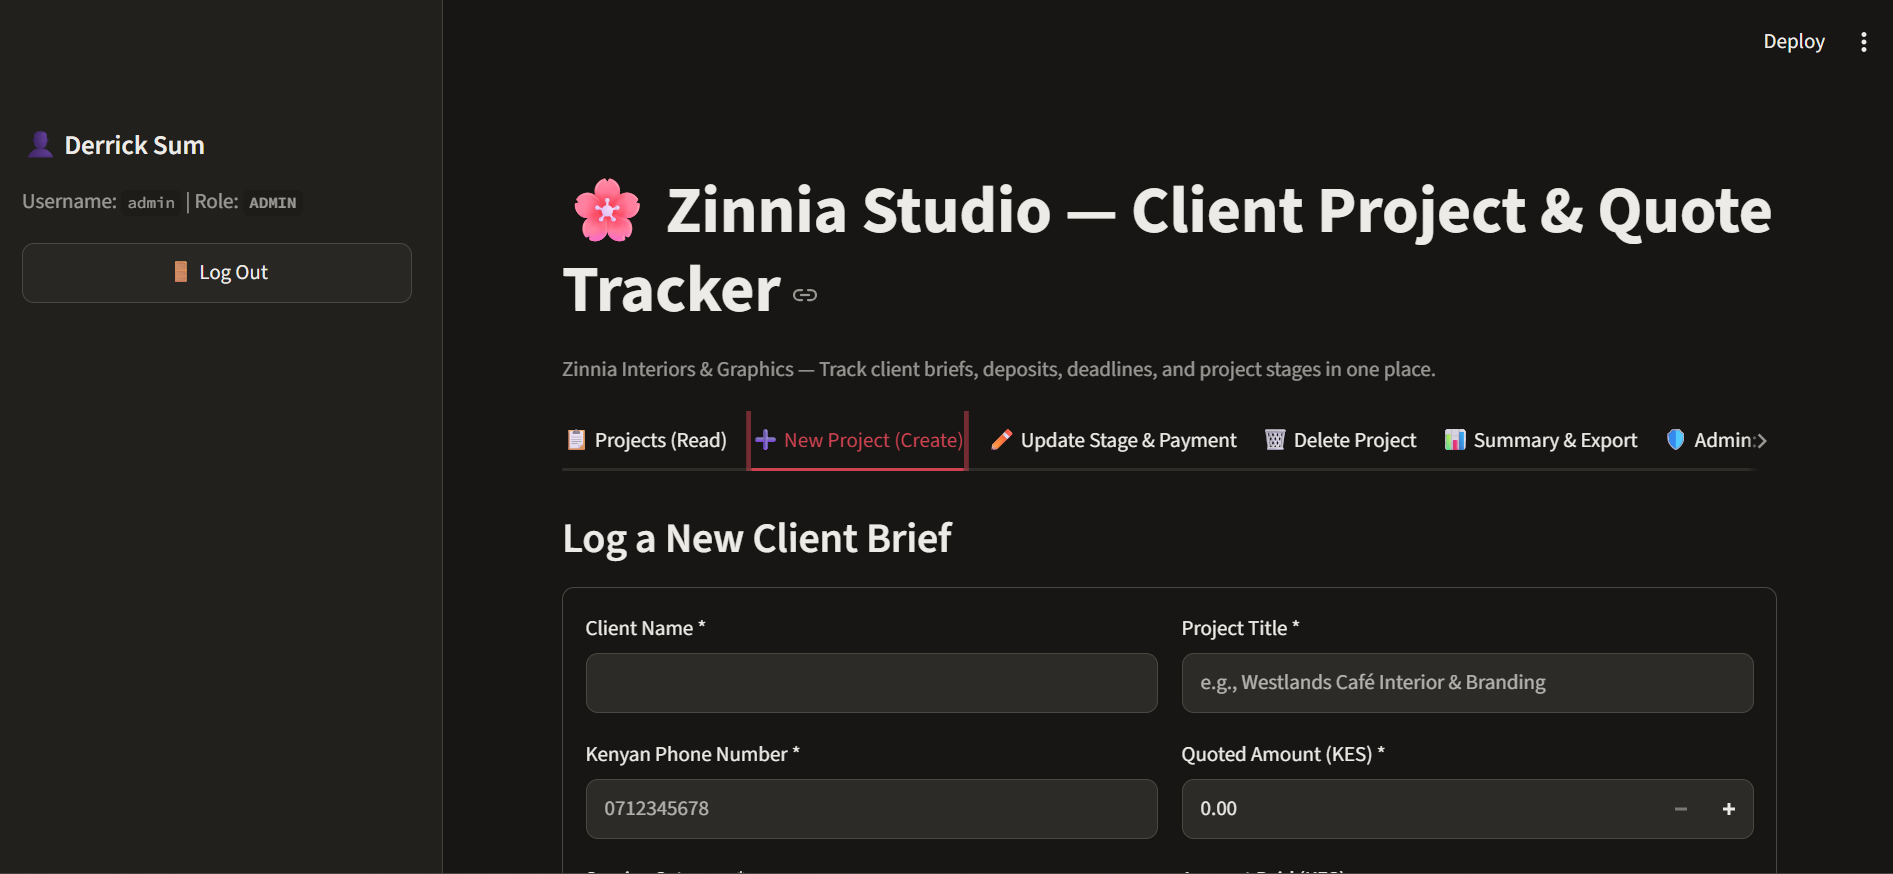 Deploy
Derrick Sum
Username: admin | Role: ADMIN
Log Out
Zinnia Studio — Client Project & Quote
Tracker
Zinnia Interiors & Graphics — Track client briefs, deposits, deadlines, and project stages in one place.
Projects (Read) New Project (Create) Update Stage & Payment Delete Project Summary & Export Admin
Log a New Client Brief
Client Name * Project Title *
e.g., Westlands Café Interior & Branding
Kenyan Phone Number * Quoted Amount (KES) *
0712345678 0.00